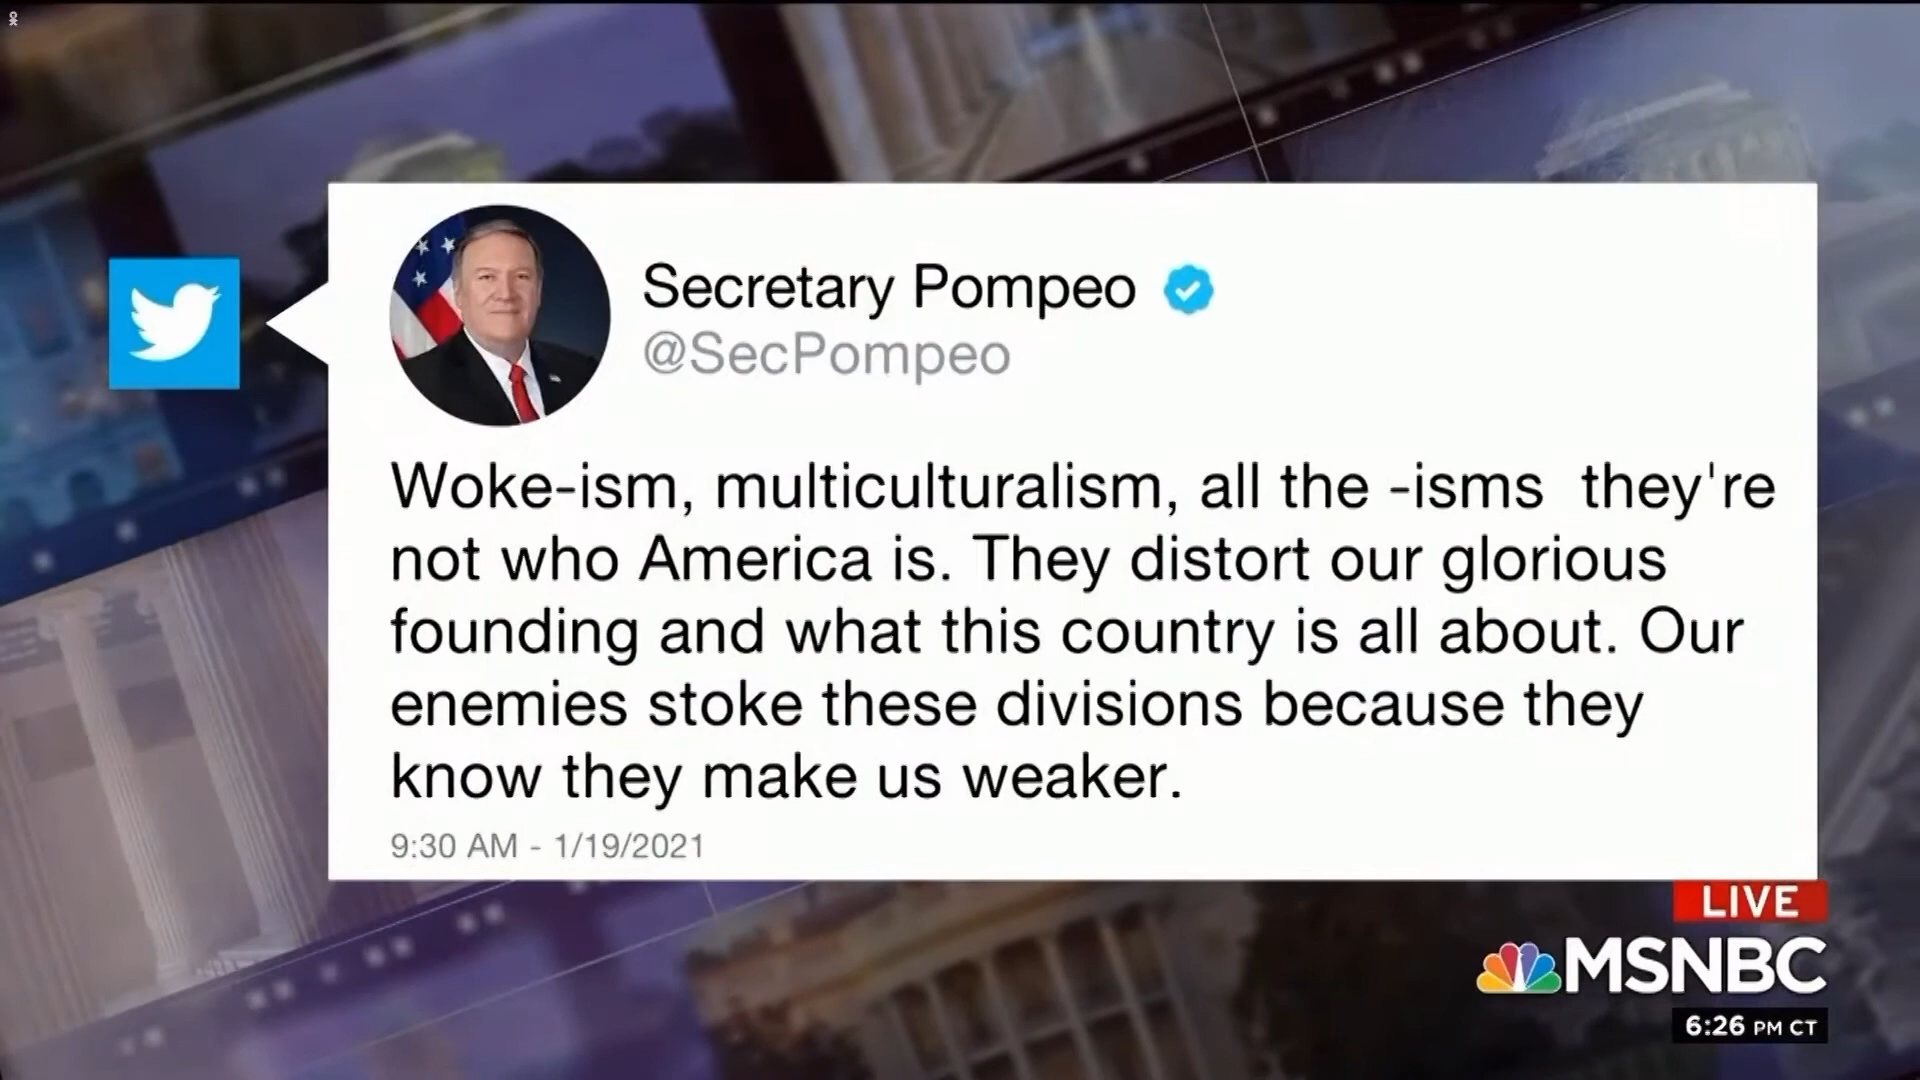 Secretary Pompeo
@SecPompeo
Woke-ism, multiculturalism, all the -isms  they're
not who America is. They distort our glorious
founding and what this country is all about. Our
enemies stoke these divisions because they
know they make us weaker.
9:30 AM - 1/19/2021
LIVE
MSNBC
6:26 PM CT